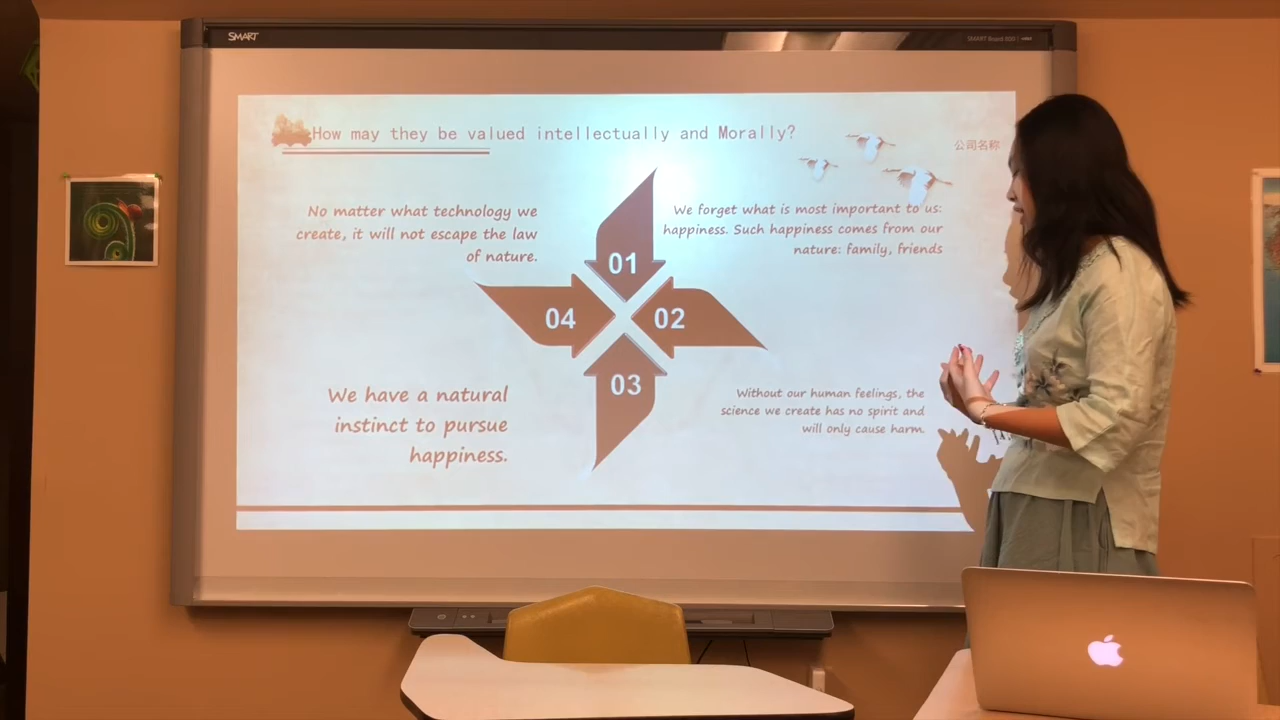 SMART
SMART Board 800
How may they be valued intellectually and Morally?
公司名称
No matter what technology we
create, it will not escape the law
of nature.
We forget what is most important to us:
happiness. Such happiness comes from our
nature: family, friends
01
04
02
03
We have a natural
instinct to pursue
happiness.
Without our human feelings, the
science we create has no spirit and
will only cause harm.